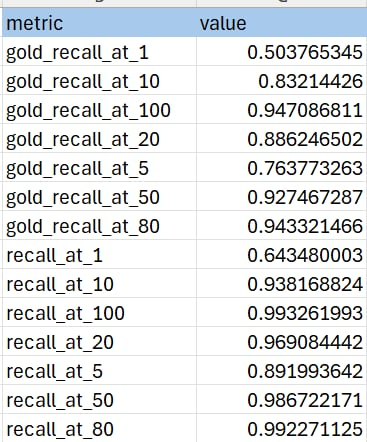 metric value
gold_recall_at_1 0.503765345
gold_recall_at_10 0.83214426
gold_recall_at_100 0.947086811
gold_recall_at_20 0.886246502
gold_recall_at_5 0.763773263
gold_recall_at_50 0.927467287
gold_recall_at_80 0.943321466
recall_at_1 0.643480003
recall_at_10 0.938168824
recall_at_100 0.993261993
recall_at_20 0.969084442
recall_at_5 0.891993642
recall_at_50 0.986722171
recall_at_80 0.992271125